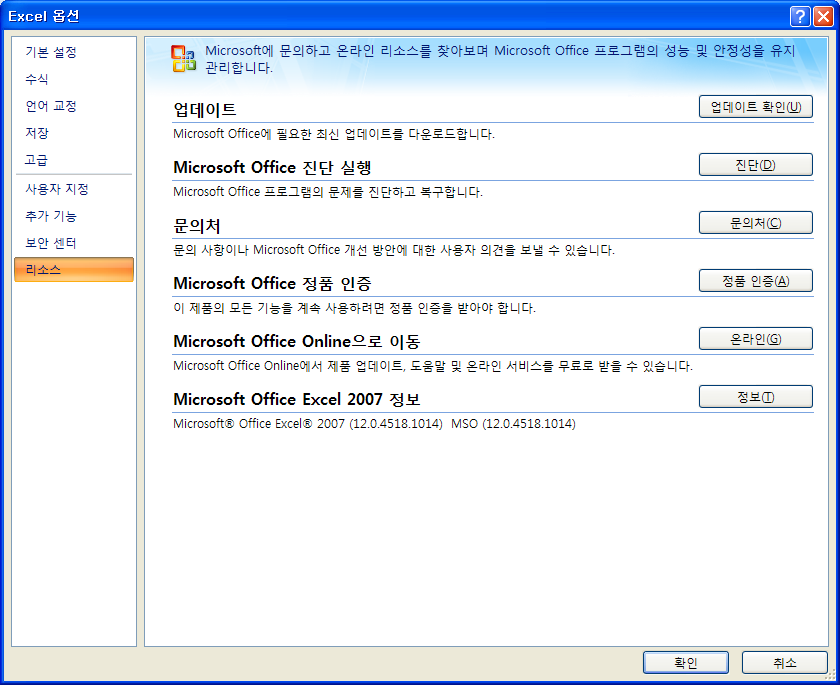 Excel 옵션
기본 설정
수식
언어 교정
저장
고급
사용자 지정
추가 기능
보안 센터
리소스
Microsoft에 문의하고 온라인 리소스를 찾아보며 Microsoft Office 프로그램의 성능 및 안정성을 유지
관리합니다.
업데이트
업데이트 확인(U)
Microsoft Office에 필요한 최신 업데이트를 다운로드합니다.
Microsoft Office 진단 실행
진단(D)
Microsoft Office 프로그램의 문제를 진단하고 복구합니다.
문의처
문의처(C)
문의 사항이나 Microsoft Office 개선 방안에 대한 사용자 의견을 보낼 수 있습니다.
Microsoft Office 정품 인증
정품 인증(A)
이 제품의 모든 기능을 계속 사용하려면 정품 인증을 받아야 합니다.
Microsoft Office Online으로 이동
온라인(G)
Microsoft Office Online에서 제품 업데이트, 도움말 및 온라인 서비스를 무료로 받을 수 있습니다.
Microsoft Office Excel 2007 정보
정보(T)
Microsoft® Office Excel® 2007 (12.0.4518.1014)  MSO (12.0.4518.1014)
확인
취소